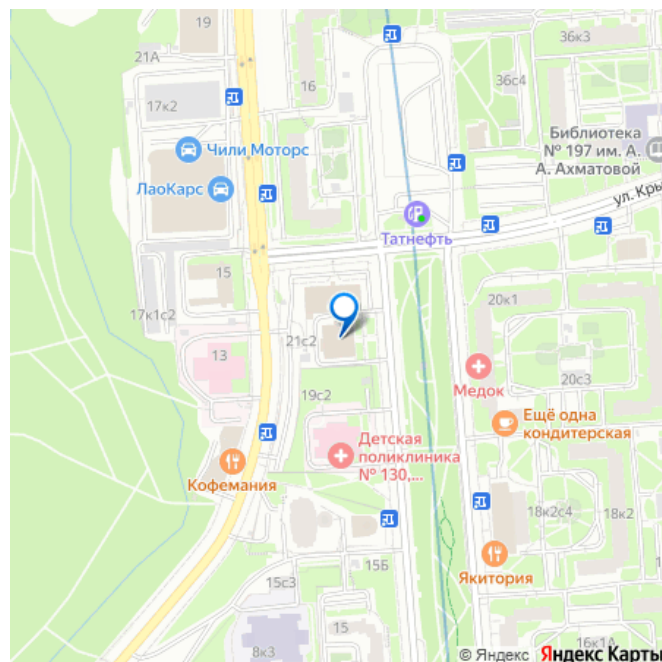 19
21А
36к3
16
36с4
17к2
Библиотека
№ 197 им. А.
А. Ахматовой
Чили Моторс
ЛаоКарс
ул. Кры
Татнефть
15
20к1
17к1с2
21с2
13
Медок
20с3
19с2
Ещё одна
кондитерская
Детская
поликлиника
№ 130,...
Кофемания
18к2с4
18к2
15Б
Якитория
15с3
15
8к3
16к1А
© Яндекс Яндекс Карты